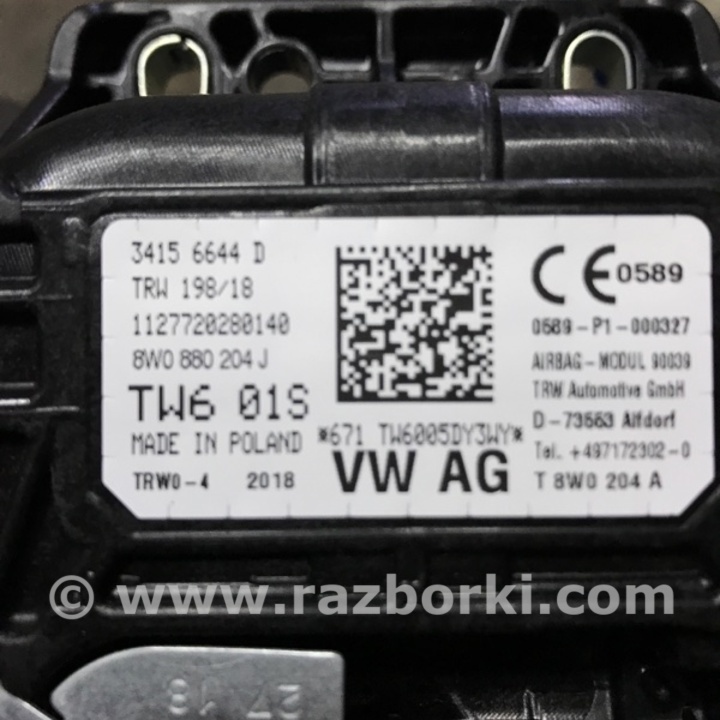 3415 6644 D
TRW 198/18
1127720280140
8W0 880 204 J
TW6 01S
MADE IN POLAND
*671 TW6005DY3WY*
TRW0-4 2018
VW AG
CE 0589
0589-P1-000327
AIRBAG-MODUL 90039
TRW Automotive GmbH
D-73553 Alfdorf
Tel. +497172302-0
T 8W0 204 A
© www.razborki.com
27 18